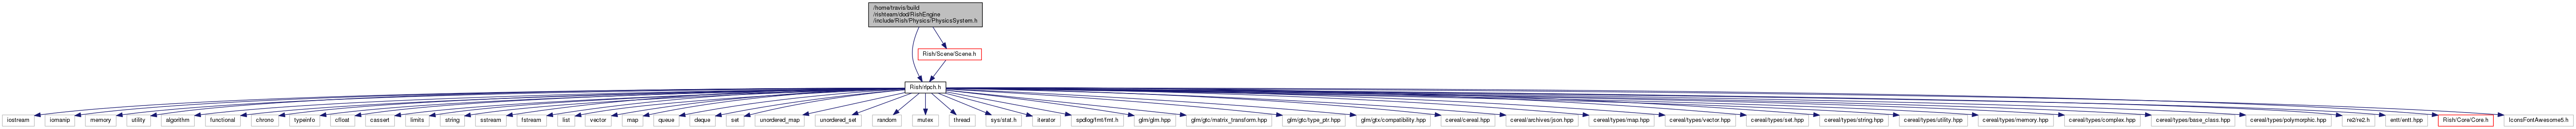 /home/travis/build
/rishteam/dod/RishEngine
/include/Rish/Physics/PhysicsSystem.h
Rish/Scene/Scene.h
Rish/rlpch.h
iostream
iomanip
memory
utility
algorithm
functional
chrono
typeinfo
cfloat
cassert
limits
string
sstream
fstream
list
vector
map
queue
deque
set
unordered_map
unordered_set
random
mutex
thread
sys/stat.h
iterator
spdlog/fmt/fmt.h
glm/glm.hpp
glm/gtc/matrix_transform.hpp
glm/gtc/type_ptr.hpp
glm/gtx/compatibility.hpp
cereal/cereal.hpp
cereal/archives/json.hpp
cereal/types/map.hpp
cereal/types/vector.hpp
cereal/types/set.hpp
cereal/types/string.hpp
cereal/types/utility.hpp
cereal/types/memory.hpp
cereal/types/complex.hpp
cereal/types/base_class.hpp
cereal/types/polymorphic.hpp
re2/re2.h
entt/entt.hpp
Rish/Core/Core.h
IconsFontAwesome5.h